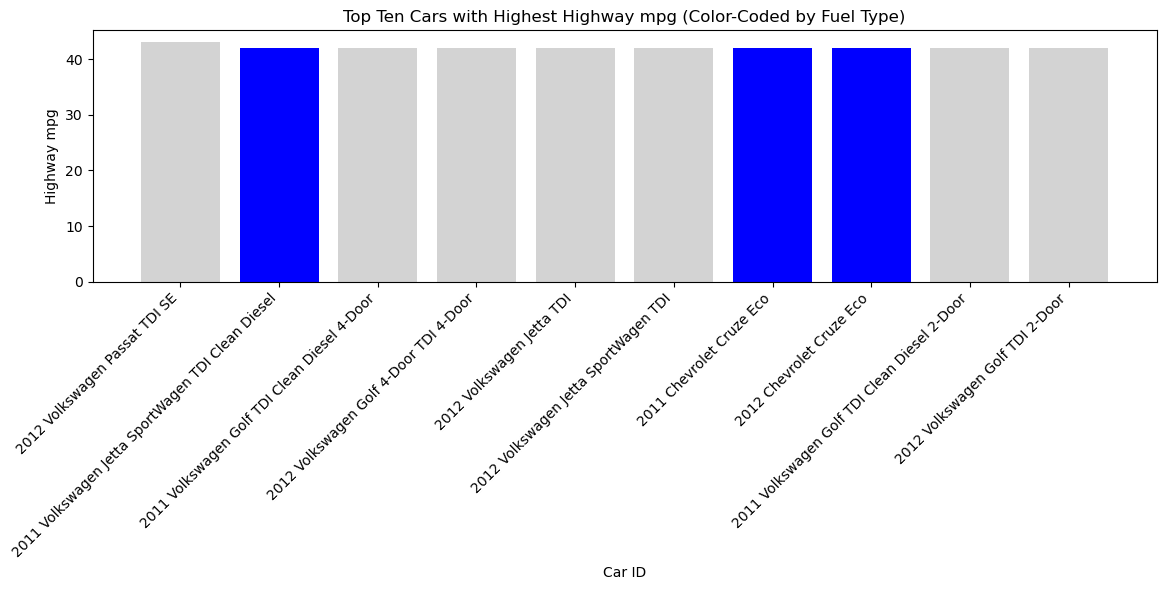 Top Ten Cars with Highest Highway mpg (Color-Coded by Fuel Type)
Highway mpg
40
30
20
10
0
2012 Volkswagen Passat TDI SE
2011 Volkswagen Jetta SportWagen TDI Clean Diesel
2011 Volkswagen Golf TDI Clean Diesel 4-Door
2012 Volkswagen Golf 4-Door TDI 4-Door
2012 Volkswagen Jetta TDI
2012 Volkswagen Jetta SportWagen TDI
2011 Chevrolet Cruze Eco
2012 Chevrolet Cruze Eco
2011 Volkswagen Golf TDI Clean Diesel 2-Door
2012 Volkswagen Golf TDI 2-Door
Car ID